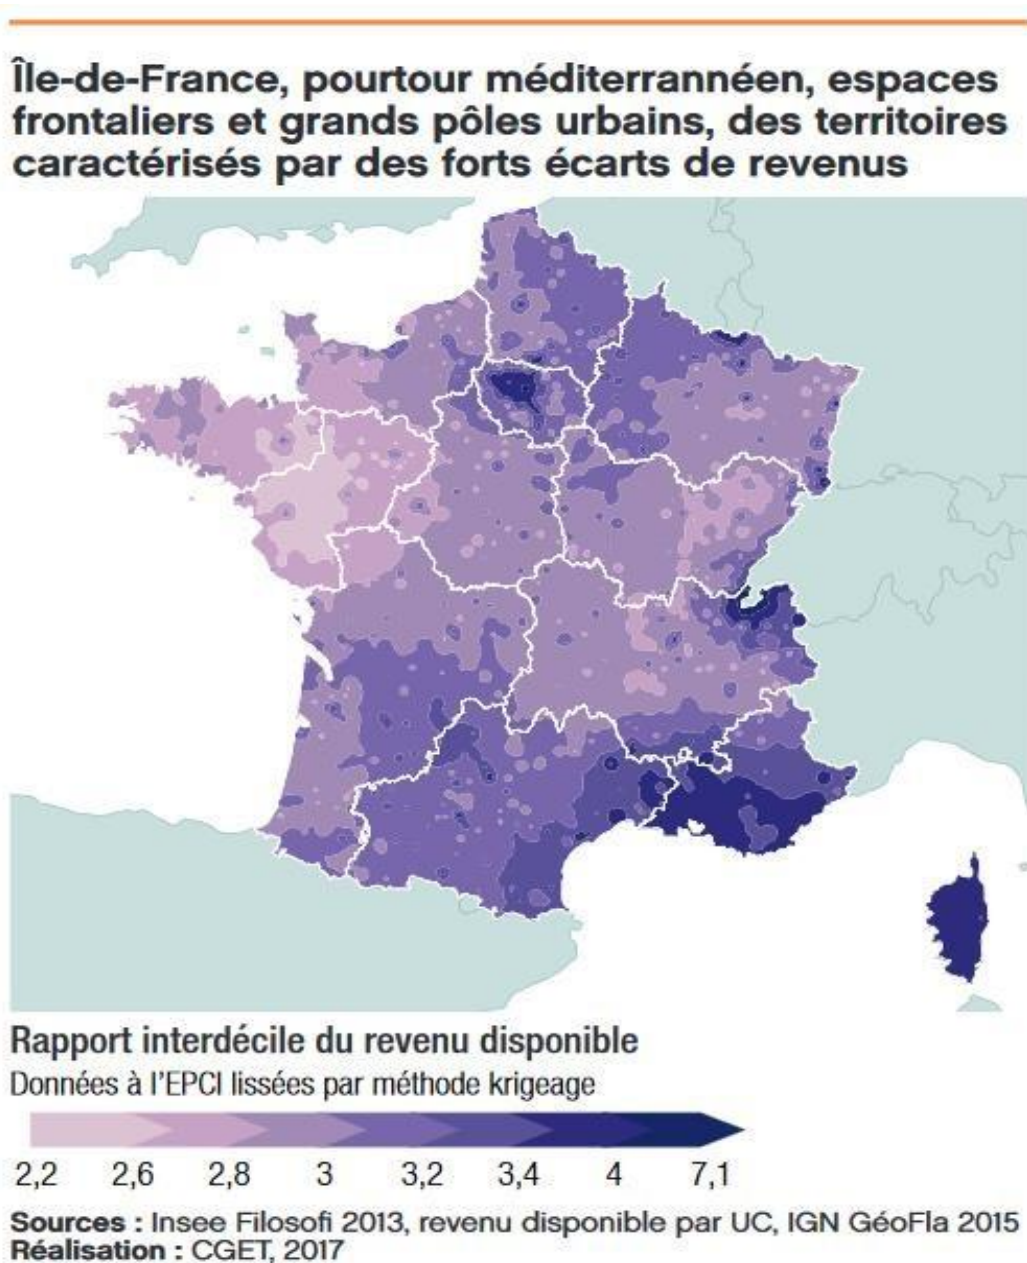 Île-de-France, pourtour méditerrannéen, espaces
frontaliers et grands pôles urbains, des territoires
caractérisés par des forts écarts de revenus
Rapport interdécile du revenu disponible
Données à l'EPCI lissées par méthode krigeage
2,2 2,6 2,8 3 3,2 3,4 4 7,1
Sources : Insee Filosofi 2013, revenu disponible par UC, IGN GéoFla 2015
Réalisation : CGET, 2017